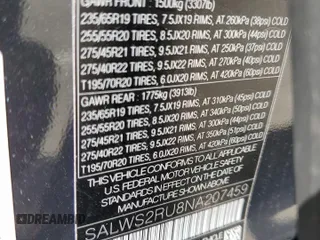 GAWR FRONT : 1500kg (3307lb)
235/65R19 TIRES, 7.5JX19 RIMS, AT 260kPa (38psi) COLD
255/55R20 TIRES, 8.5JX20 RIMS, AT 300kPa (44psi) COLD
275/45R21 TIRES, 9.5JX21 RIMS, AT 250kPa (37psi) COLD
275/40R22 TIRES, 9.5JX22 RIMS, AT 270kPa (40psi) COLD
T195/70R20 TIRES, 6.0JX20 RIMS, AT 420kPa (60psi) COLD
GAWR REAR : 1775kg (3913lb)
235/65R19 TIRES, 7.5JX19 RIMS, AT 310kPa (45psi) COLD
255/55R20 TIRES, 8.5JX20 RIMS, AT 340kPa (50psi) COLD
275/45R21 TIRES, 9.5JX21 RIMS, AT 300kPa (44psi) COLD
275/40R22 TIRES, 9.5JX22 RIMS, AT 350kPa (51psi) COLD
T195/70R20 TIRES, 6.0JX20 RIMS, AT 420kPa (60psi) COLD
THIS VEHICLE CONFORMS TO ALL APPLICABLE
FEDERAL MOTOR VEHICLE SAFETY AND THEFT PREVENTION
STANDARDS IN EFFECT ON THE DATE OF
MANUFACTURE SHOWN ABOVE
SALWS2RU8NA207459